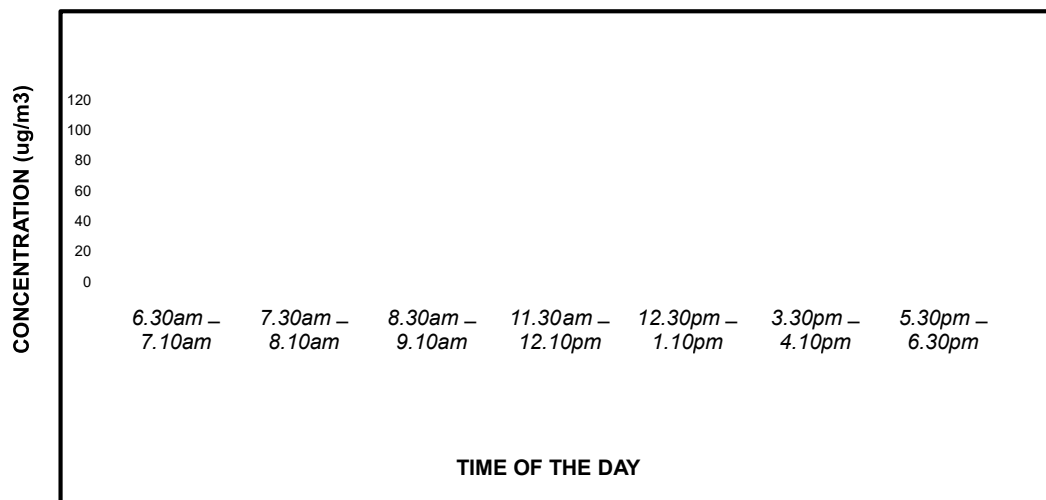 CONCENTRATION (ug/m3)
120
100
80
60
40
20
0
6.30am – 7.30am – 8.30am – 11.30am – 12.30pm – 3.30pm – 5.30pm –
7.10am 8.10am 9.10am 12.10pm 1.10pm 4.10pm 6.30pm
TIME OF THE DAY